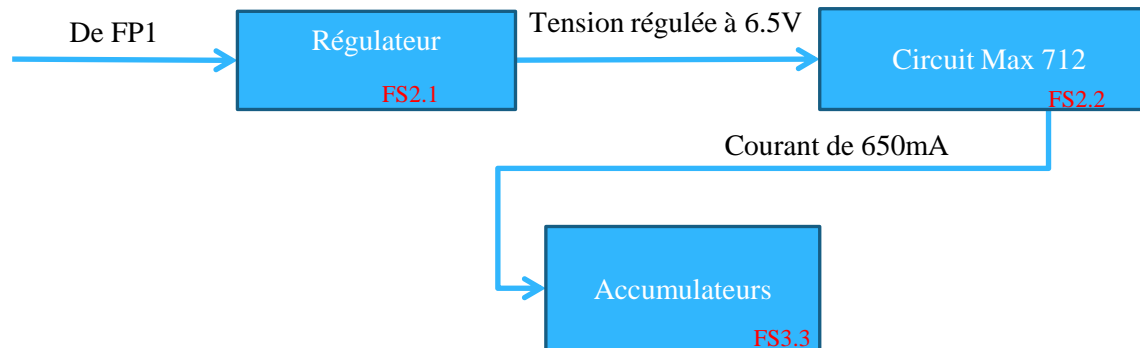 De FP1
Régulateur
FS2.1
Tension régulée à 6.5V
Circuit Max 712
FS2.2
Courant de 650mA
Accumulateurs
FS3.3